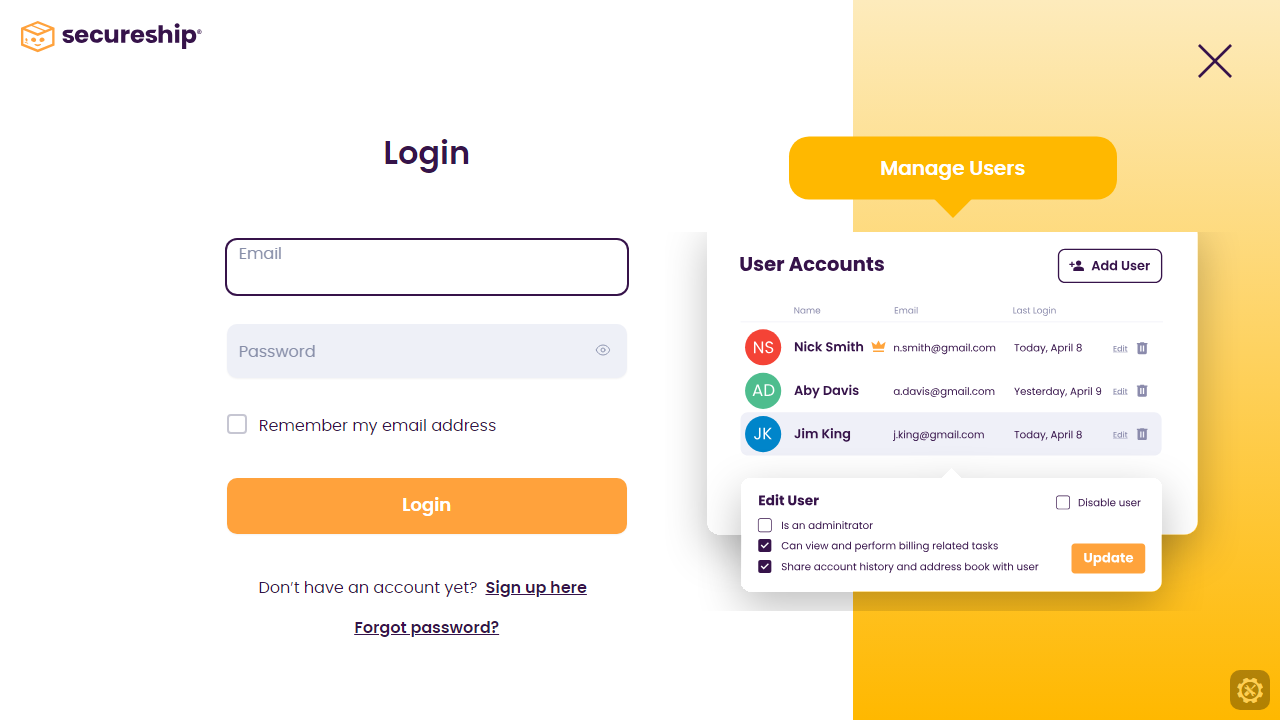 secureship®
Login
Email
Password
Remember my email address
Login
Don't have an account yet? Sign up here
Forgot password?
Manage Users
User Accounts
Add User
Name Email Last Login
NS Nick Smith n.smith@gmail.com Today, April 8 Edit
AD Aby Davis a.davis@gmail.com Yesterday, April 9 Edit
JK Jim King j.king@gmail.com Today, April 8 Edit
Edit User
Disable user
Is an adminitrator
Can view and perform billing related tasks
Share account history and address book with user
Update